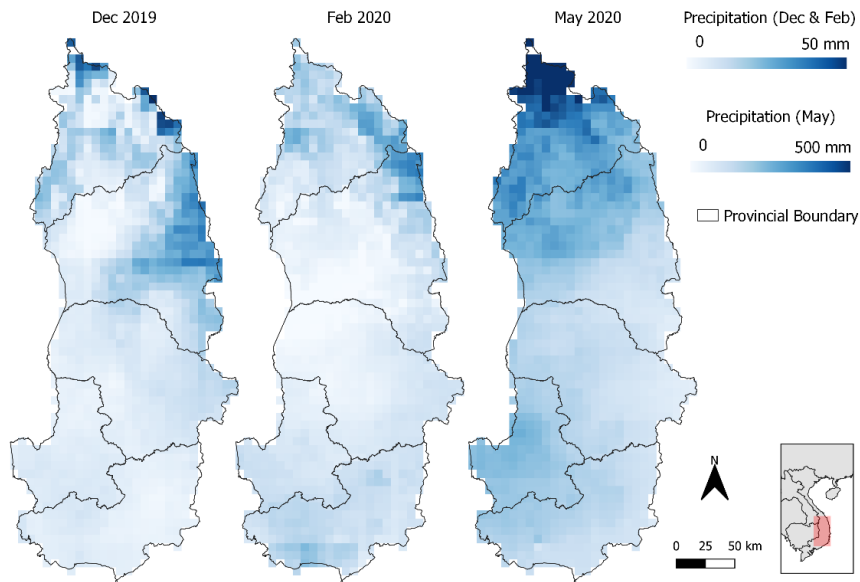 Dec 2019 Feb 2020 May 2020
Precipitation (Dec & Feb)
0 50 mm
Precipitation (May)
0 500 mm
Provincial Boundary
N
0 25 50 km